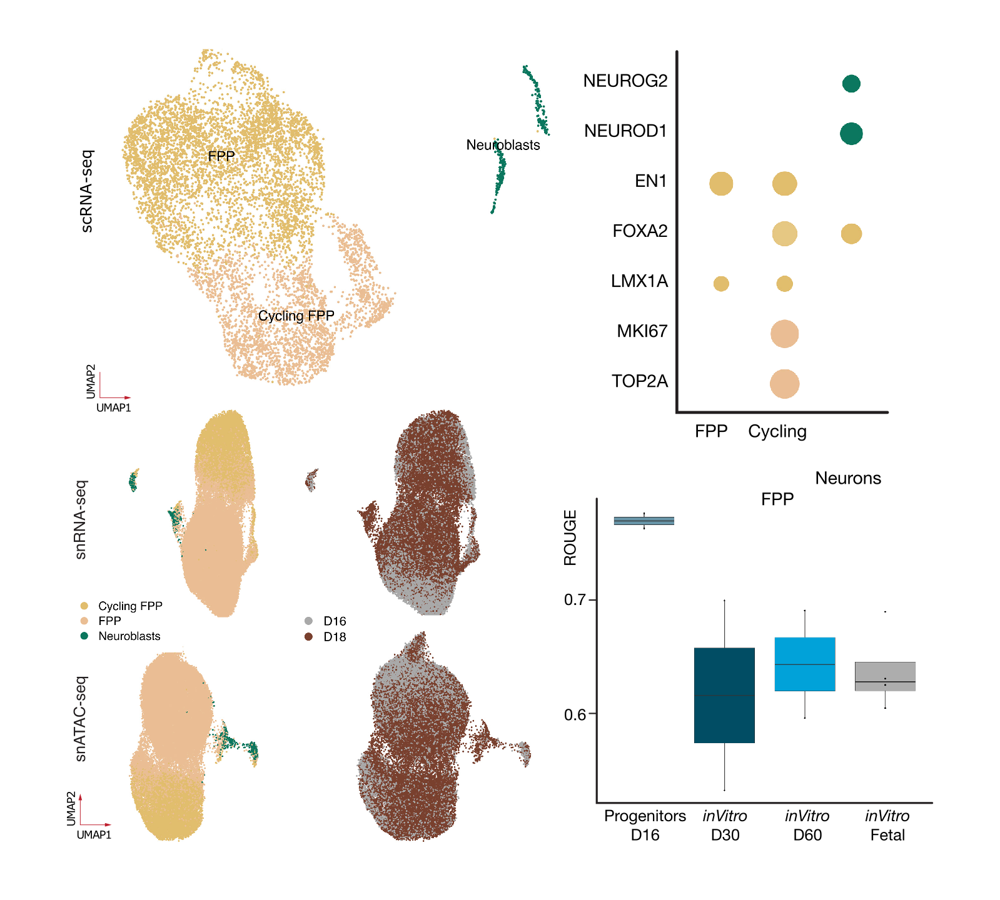 scRNA-seq
FPP
Neuroblasts
Cycling FPP
UMAP2
UMAP1
NEUROG2
NEUROD1
EN1
FOXA2
LMX1A
MKI67
TOP2A
FPP Cycling
Neurons
FPP
snRNA-seq
Cycling FPP
FPP
Neuroblasts
D16
D18
snATAC-seq
UMAP2
UMAP1
ROUGE
0.7
0.6
Progenitors inVitro inVitro inVitro
D16 D30 D60 Fetal